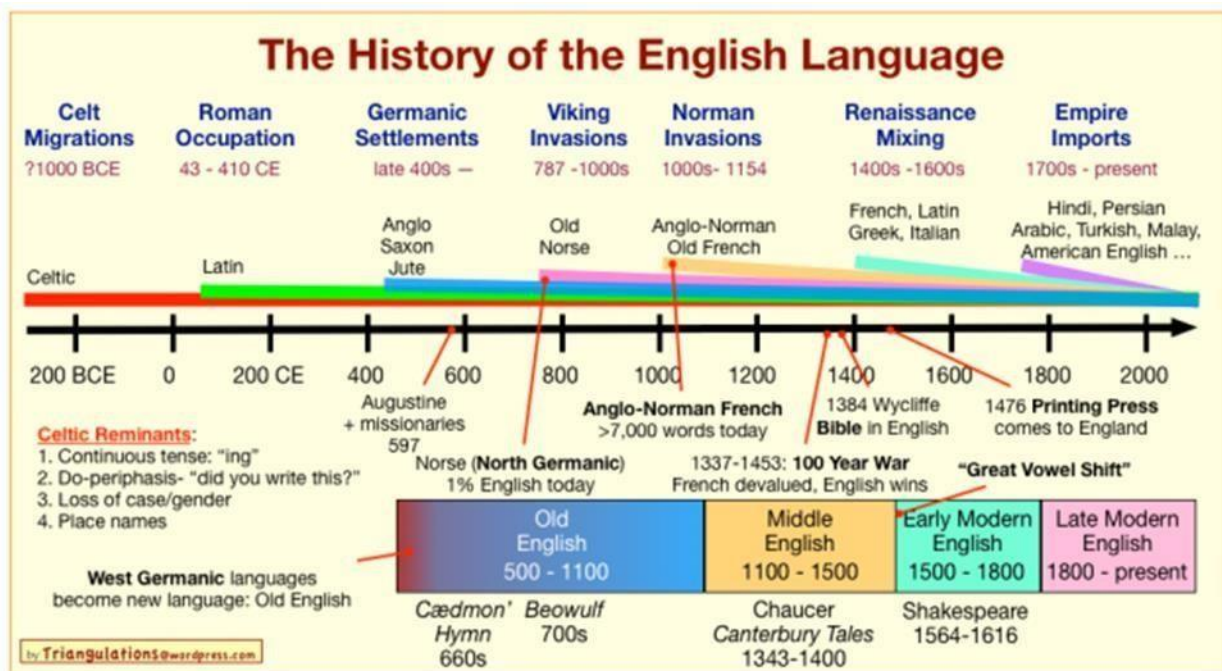 The History of the English Language
Celt
Migrations
?1000 BCE
Roman
Occupation
43 - 410 CE
Germanic
Settlements
late 400s —
Viking
Invasions
787 -1000s
Norman
Invasions
1000s- 1154
Renaissance
Mixing
1400s -1600s
Empire
Imports
1700s - present
Celtic
Latin
Anglo
Saxon
Jute
Old
Norse
Anglo-Norman
Old French
French, Latin
Greek, Italian
Hindi, Persian
Arabic, Turkish, Malay,
American English ...
200 BCE 0 200 CE 400 600 800 1000 1200 1400 1600 1800 2000
Augustine
+ missionaries
597
Norse (North Germanic)
1% English today
Anglo-Norman French
>7,000 words today
1337-1453: 100 Year War
French devalued, English wins
1384 Wycliffe
Bible in English
1476 Printing Press
comes to England
"Great Vowel Shift"
Celtic Reminants:
1. Continuous tense: "ing"
2. Do-periphasis- "did you write this?"
3. Loss of case/gender
4. Place names
West Germanic languages
become new language: Old English
Old
English
500 - 1100
Middle
English
1100 - 1500
Early Modern
English
1500 - 1800
Late Modern
English
1800 - present
Cædmon'
Hymn
660s
Beowulf
700s
Chaucer
Canterbury Tales
1343-1400
Shakespeare
1564-1616
by Triangulations@wordpress.com